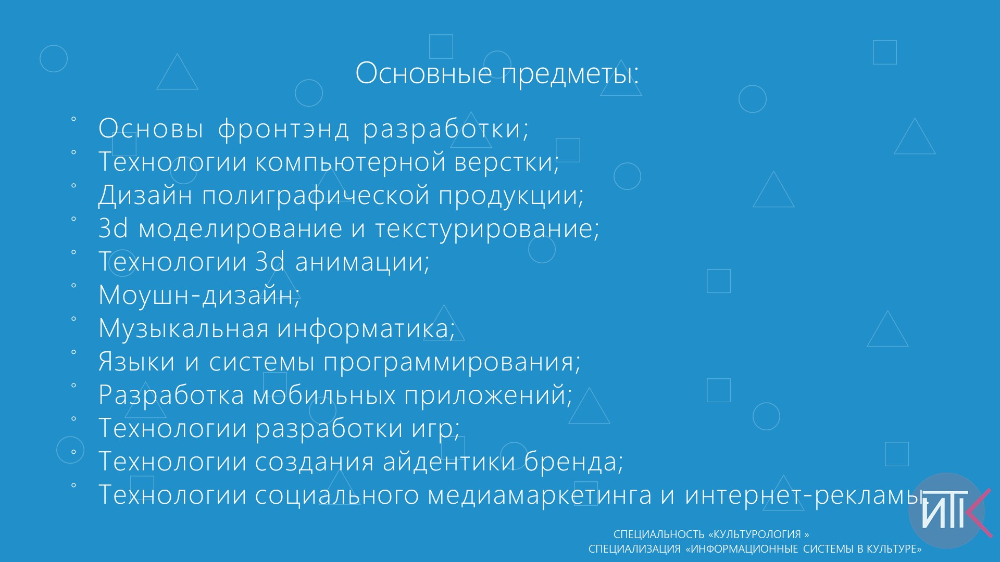 Основные предметы:
° Основы фронтэнд разработки;
° Технологии компьютерной верстки;
° Дизайн полиграфической продукции;
° 3d моделирование и текстурирование;
° Технологии 3d анимации;
° Моушн-дизайн;
° Музыкальная информатика;
° Языки и системы программирования;
° Разработка мобильных приложений;
° Технологии разработки игр;
° Технологии создания айдентики бренда;
° Технологии социального медиамаркетинга и интернет-рекламы.
ИТК
СПЕЦИАЛЬНОСТЬ «КУЛЬТУРОЛОГИЯ »
СПЕЦИАЛИЗАЦИЯ «ИНФОРМАЦИОННЫЕ СИСТЕМЫ В КУЛЬТУРЕ»